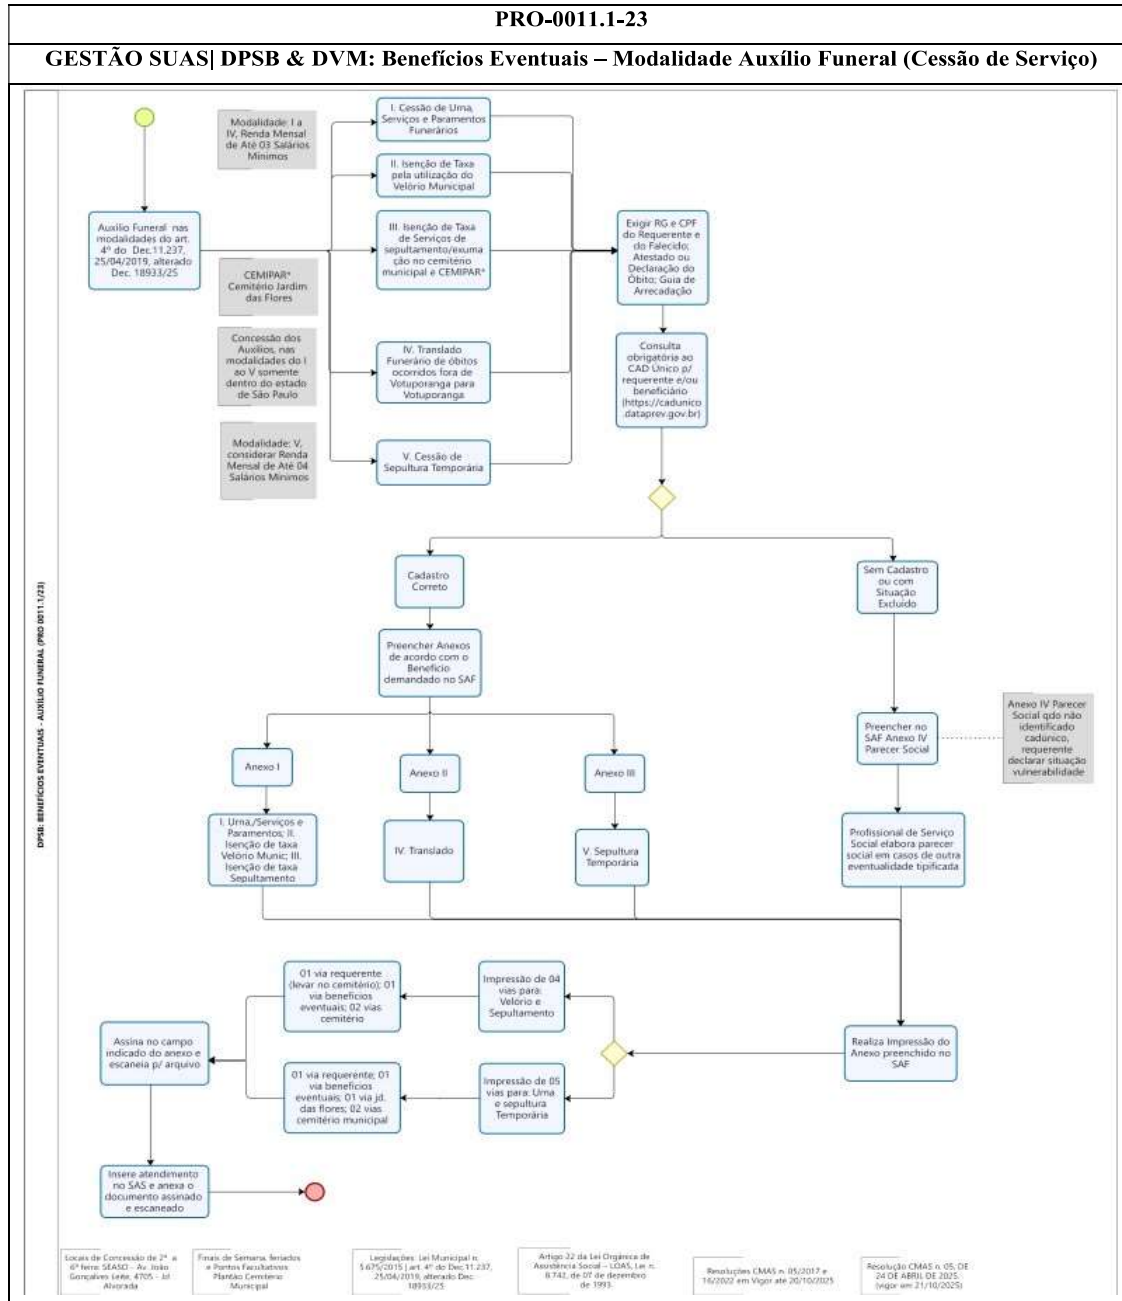 PRO-0011.1-23
GESTÃO SUAS| DPSB & DVM: Benefícios Eventuais – Modalidade Auxílio Funeral (Cessão de Serviço)
DPSB: BENEFÍCIOS EVENTUAIS - AUXÍLIO FUNERAL (PRO 0011.1/23)
Modalidade: I a
IV, Renda Mensal
de Até 03 Salários
Mínimos
I. Cessão de Urna,
Serviços e Paramentos
Funerários
II. Isenção de Taxa
pela utilização do
Velório Municipal
Auxílio Funeral nas
modalidades do art.
4º do Dec.11.237,
25/04/2019, alterado
Dec. 18933/25
III. Isenção de Taxa
de Serviços de
sepultamento/exuma
ção no cemitério
municipal e CEMIPAR*
Exigir RG e CPF
do Requerente e
do Falecido;
Atestado ou
Declaração do
Óbito; Guia de
Arrecadação
CEMIPAR*
Cemitério Jardim
das Flores
Concessão dos
Auxílios, nas
modalidades do I
ao V somente
dentro do estado
de São Paulo
IV. Translado
Funerário de óbitos
ocorridos fora de
Votuporanga para
Votuporanga
Consulta
obrigatória ao
CAD Único p/
requerente e/ou
beneficiário
(https://cadunico
.dataprev.gov.br)
Modalidade: V,
considerar Renda
Mensal de Até 04
Salários Mínimos
V. Cessão de
Sepultura Temporária
Cadastro
Correto
Sem Cadastro
ou com
Situação
Excluído
Preencher Anexos
de acordo com o
Benefício
demandado no SAF
Preencher no
SAF Anexo IV
Parecer Social
Anexo IV Parecer
Social qdo não
identificado
cadúnico,
requerente
declarar situação
vulnerabilidade
Anexo I
Anexo II
Anexo III
I. Urna,/Serviços e
Paramentos; II.
Isenção de taxa
Velório Munic; III.
Isenção de taxa
Sepultamento
IV. Translado
V. Sepultura
Temporária
Profissional de Serviço
Social elabora parecer
social em casos de outra
eventualidade tipificada
01 via requerente
(levar no cemitério); 01
via benefícios
eventuais; 02 vias
cemitério
Impressão de 04
vias para:
Velório e
Sepultamento
Assina no campo
indicado do anexo e
escaneia p/ arquivo
Realiza Impressão do
Anexo preenchido no
SAF
01 via requerente; 01
via benefícios
eventuais; 01 via jd.
das flores; 02 vias
cemitério municipal
Impressão de 05
vias para: Urna
e sepultura
Temporária
Insere atendimento
no SAS e anexa o
documento assinado
e escaneado
Locais de Concessão de 2ª a
6ª feira: SEASO - Av. João
Gonçalves Leite, 4705 - Jd
Alvorada
Finais de Semana, feriados
e Pontos Facultativos:
Plantão Cemitério
Municipal
Legislações: Lei Municipal n.
5.675/2015 | art. 4º do Dec.11.237,
25/04/2019, alterado Dec.
18933/25
Artigo 22 da Lei Orgânica de
Assistência Social – LOAS, Lei n.
8.742, de 07 de dezembro
de 1993.
Resoluções CMAS n. 05/2017 e
16/2022 em Vigor até 20/10/2025
Resolução CMAS n. 05, DE
24 DE ABRIL DE 2025.
(vigor em 21/10/2025)